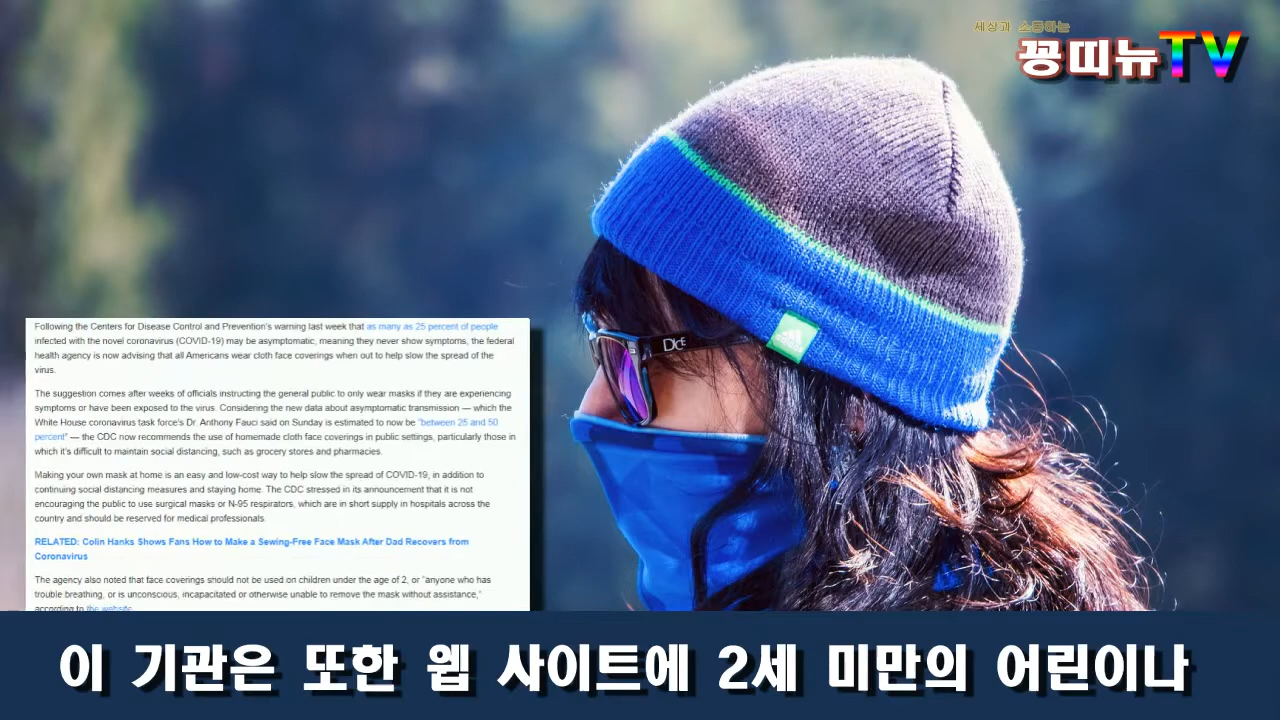 세상과 소통하는
꽁띠뉴TV
DICE
Following the Centers for Disease Control and Prevention's warning last week that as many as 25 percent of people
infected with the novel coronavirus (COVID-19) may be asymptomatic, meaning they never show symptoms, the federal
health agency is now advising that all Americans wear cloth face coverings when out to help slow the spread of the
virus.
The suggestion comes after weeks of officials instructing the general public to only wear masks if they are experiencing
symptoms or have been exposed to the virus. Considering the new data about asymptomatic transmission — which the
White House coronavirus task force's Dr. Anthony Fauci said on Sunday is estimated to now be "between 25 and 50
percent" — the CDC now recommends the use of homemade cloth face coverings in public settings, particularly those in
which it's difficult to maintain social distancing, such as grocery stores and pharmacies.
Making your own mask at home is an easy and low-cost way to help slow the spread of COVID-19, in addition to
continuing social distancing measures and staying home. The CDC stressed in its announcement that it is not
encouraging the public to use surgical masks or N-95 respirators, which are in short supply in hospitals across the
country and should be reserved for medical professionals.
RELATED: Colin Hanks Shows Fans How to Make a Sewing-Free Face Mask After Dad Recovers from
Coronavirus
The agency also noted that face coverings should not be used on children under the age of 2, or "anyone who has
trouble breathing, or is unconscious, incapacitated or otherwise unable to remove the mask without assistance,"
according to the website.
이 기관은 또한 웹 사이트에 2세 미만의 어린이나